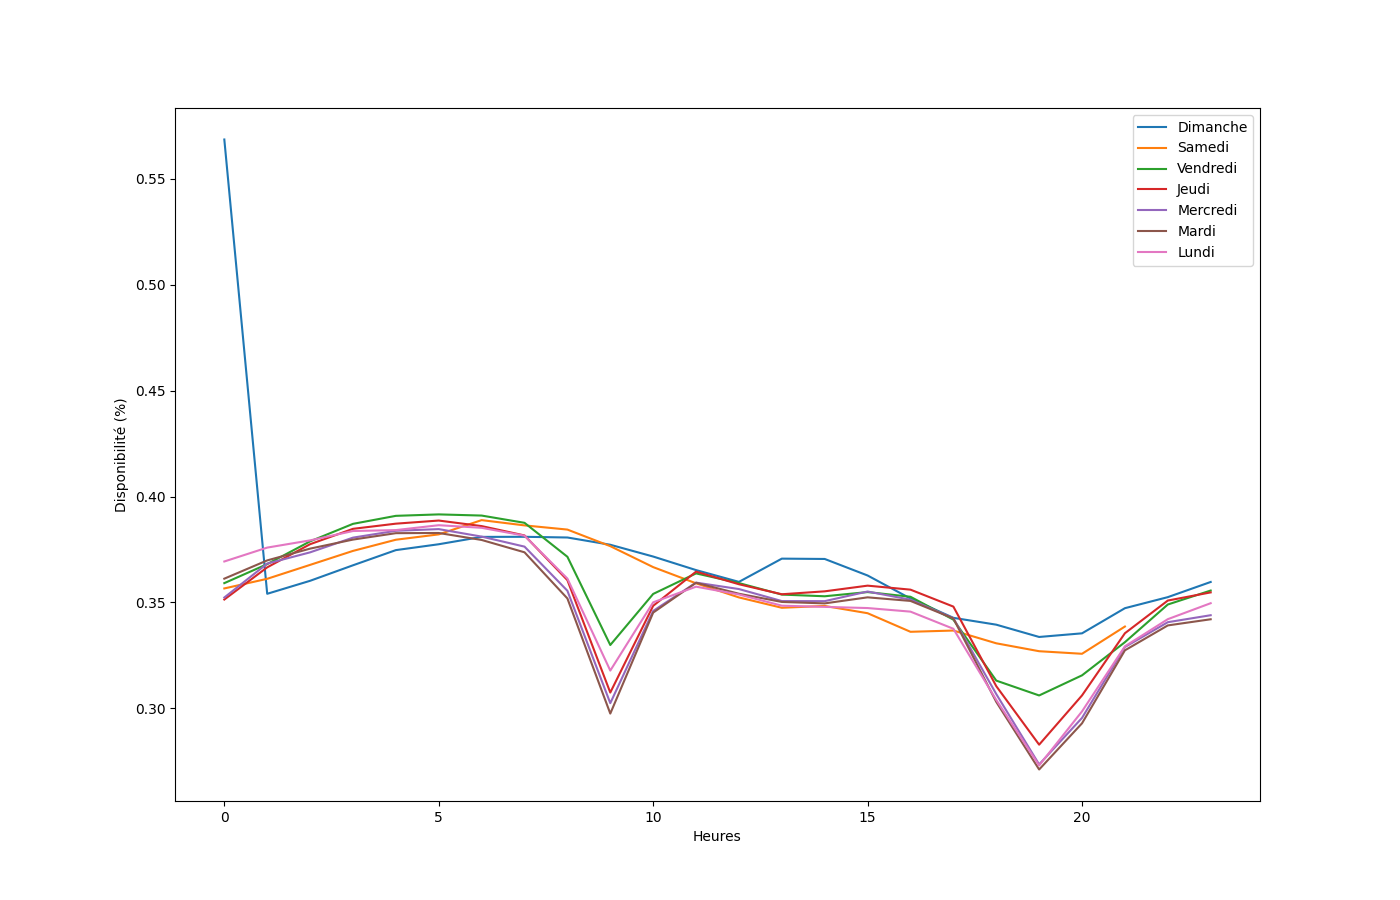 Dimanche
Samedi
Vendredi
Jeudi
Mercredi
Mardi
Lundi
0.55
0.50
0.45
0.40
0.35
0.30
Disponibilité (%)
0 5 10 15 20
Heures